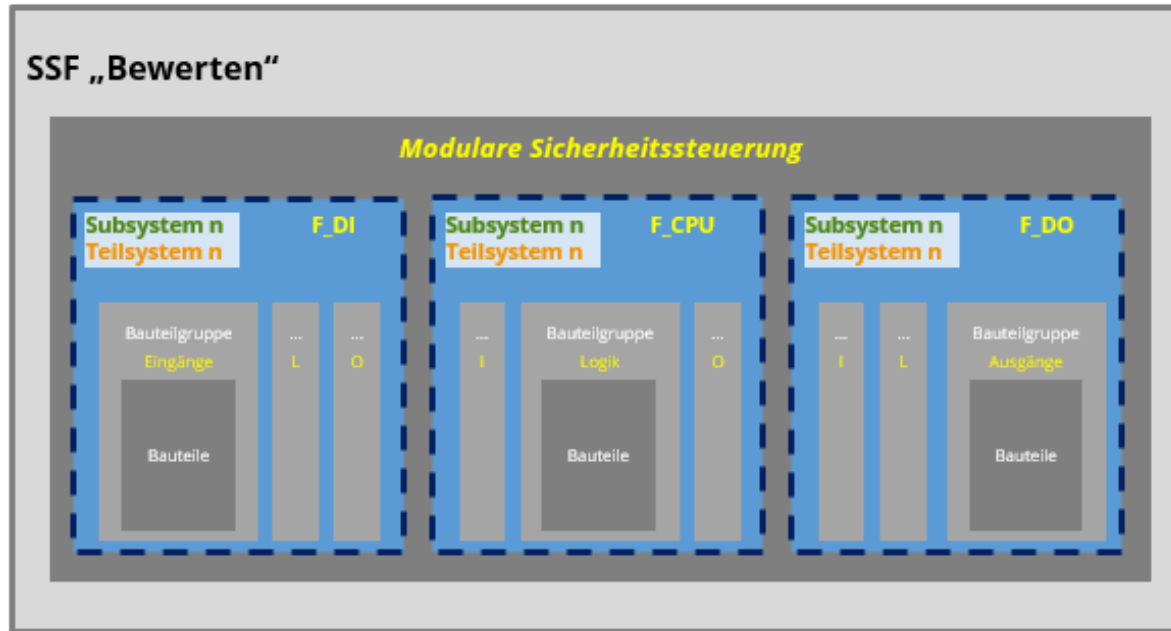 SSF „Bewerten“
Modulare Sicherheitssteuerung
Subsystem n
Teilsystem n
F_DI
Bauteilgruppe
Eingänge
Bauteile
...
L
...
O
Subsystem n
Teilsystem n
F_CPU
...
I
Bauteilgruppe
Logik
Bauteile
...
O
Subsystem n
Teilsystem n
F_DO
...
I
...
L
Bauteilgruppe
Ausgänge
Bauteile